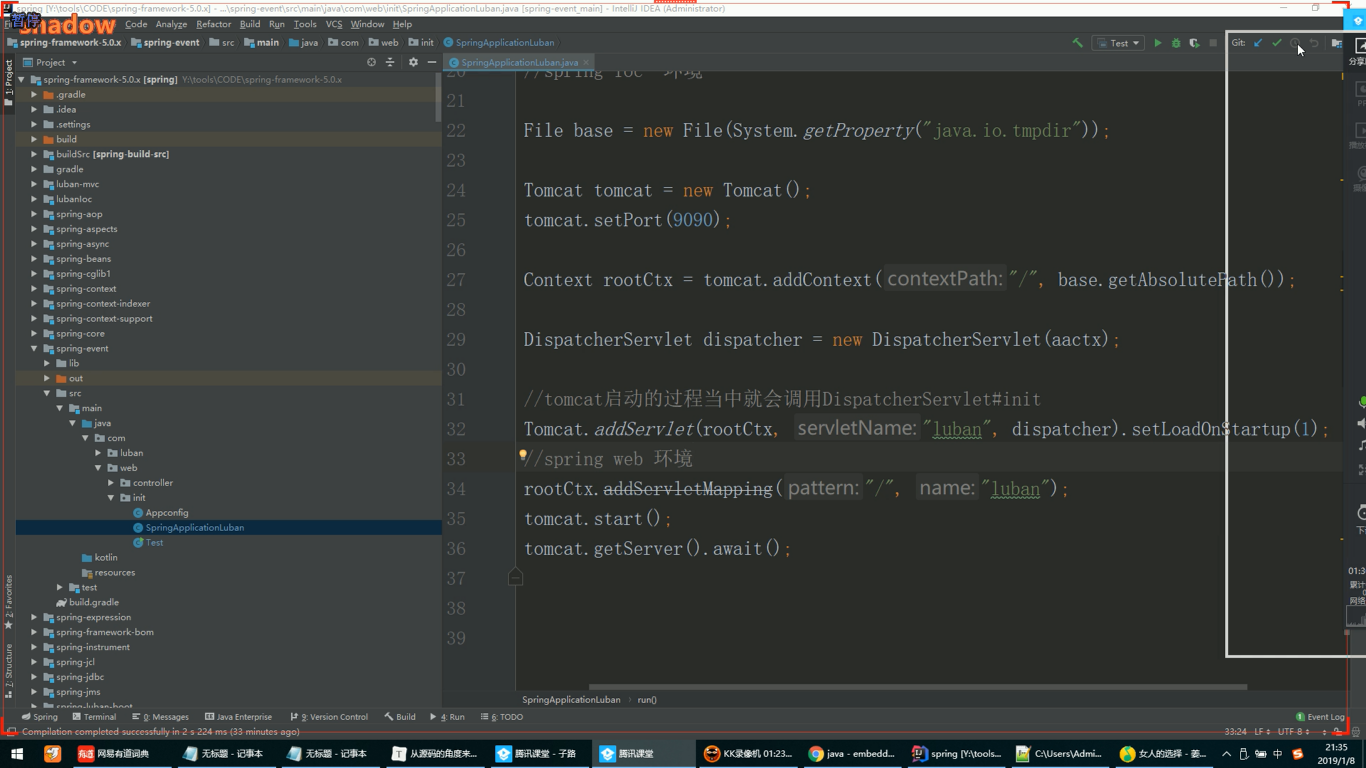 spring [Y:\tools\CODE\spring-framework-5.0.x] - ...\spring-event\src\main\java\com\web\init\SpringApplicationLuban.java [spring-event_main] - IntelliJ IDEA (Administrator)
暂停
shadow
Code Analyze Refactor Build Run Tools VCS Window Help
spring-framework-5.0.x spring-event src main java com web init SpringApplicationLuban
Test Git:
1: Project
Project
SpringApplicationLuban.java
spring-framework-5.0.x [spring] Y:\tools\CODE\spring-framework-5.0.x
.gradle
.idea
.settings
build
buildSrc [spring-build-src]
gradle
luban-mvc
lubanIoc
spring-aop
spring-aspects
spring-async
spring-beans
spring-cglib1
spring-context
spring-context-indexer
spring-context-support
spring-core
spring-event
lib
out
src
main
java
com
luban
web
controller
init
Appconfig
SpringApplicationLuban
Test
kotlin
resources
test
build.gradle
spring-expression
spring-framework-bom
spring-instrument
spring-jcl
spring-jdbc
spring-jms
spring-luban-boot
2: Favorites
7: Structure
20 //spring ioc 环境
21
22 File base = new File(System.getProperty("java.io.tmpdir"));
23
24 Tomcat tomcat = new Tomcat();
25 tomcat.setPort(9090);
26
27 Context rootCtx = tomcat.addContext( contextPath: "/", base.getAbsolutePath());
28
29 DispatcherServlet dispatcher = new DispatcherServlet(aactx);
30
31 //tomcat启动的过程当中就会调用DispatcherServlet#init
32 Tomcat.addServlet(rootCtx, servletName: "luban", dispatcher).setLoadOnStartup(1);
33 //spring web 环境
34 rootCtx.addServletMapping( pattern: "/", name: "luban");
35 tomcat.start();
36 tomcat.getServer().await();
37
38
39
SpringApplicationLuban run()
Spring Terminal 0: Messages Java Enterprise 9: Version Control Build 4: Run 6: TODO 1 Event Log
Compilation completed successfully in 2 s 224 ms (33 minutes ago) 33:24 LF UTF-8
网易有道词典 无标题 - 记事本 无标题 - 记事本 从源码的角度来... 腾讯课堂 - 子路 腾讯课堂 KK录像机 01:23... java - embedd... spring [Y:\tools... C:\Users\Admi... 女人的选择 - 姜... 中
21:35
2019/1/8